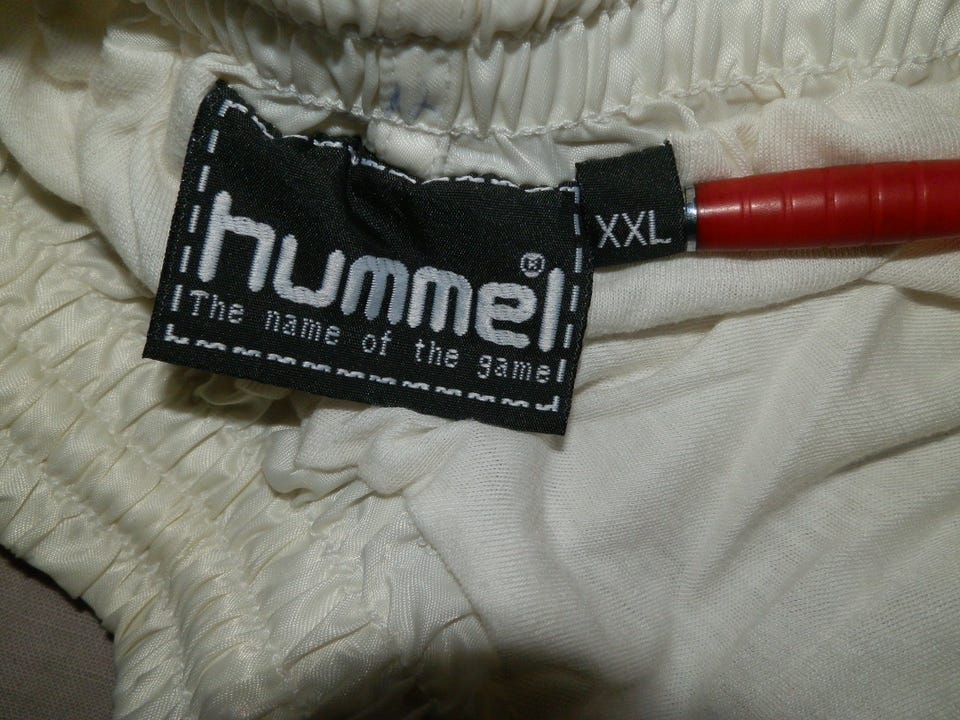 hummel®
The name of the game
XXL